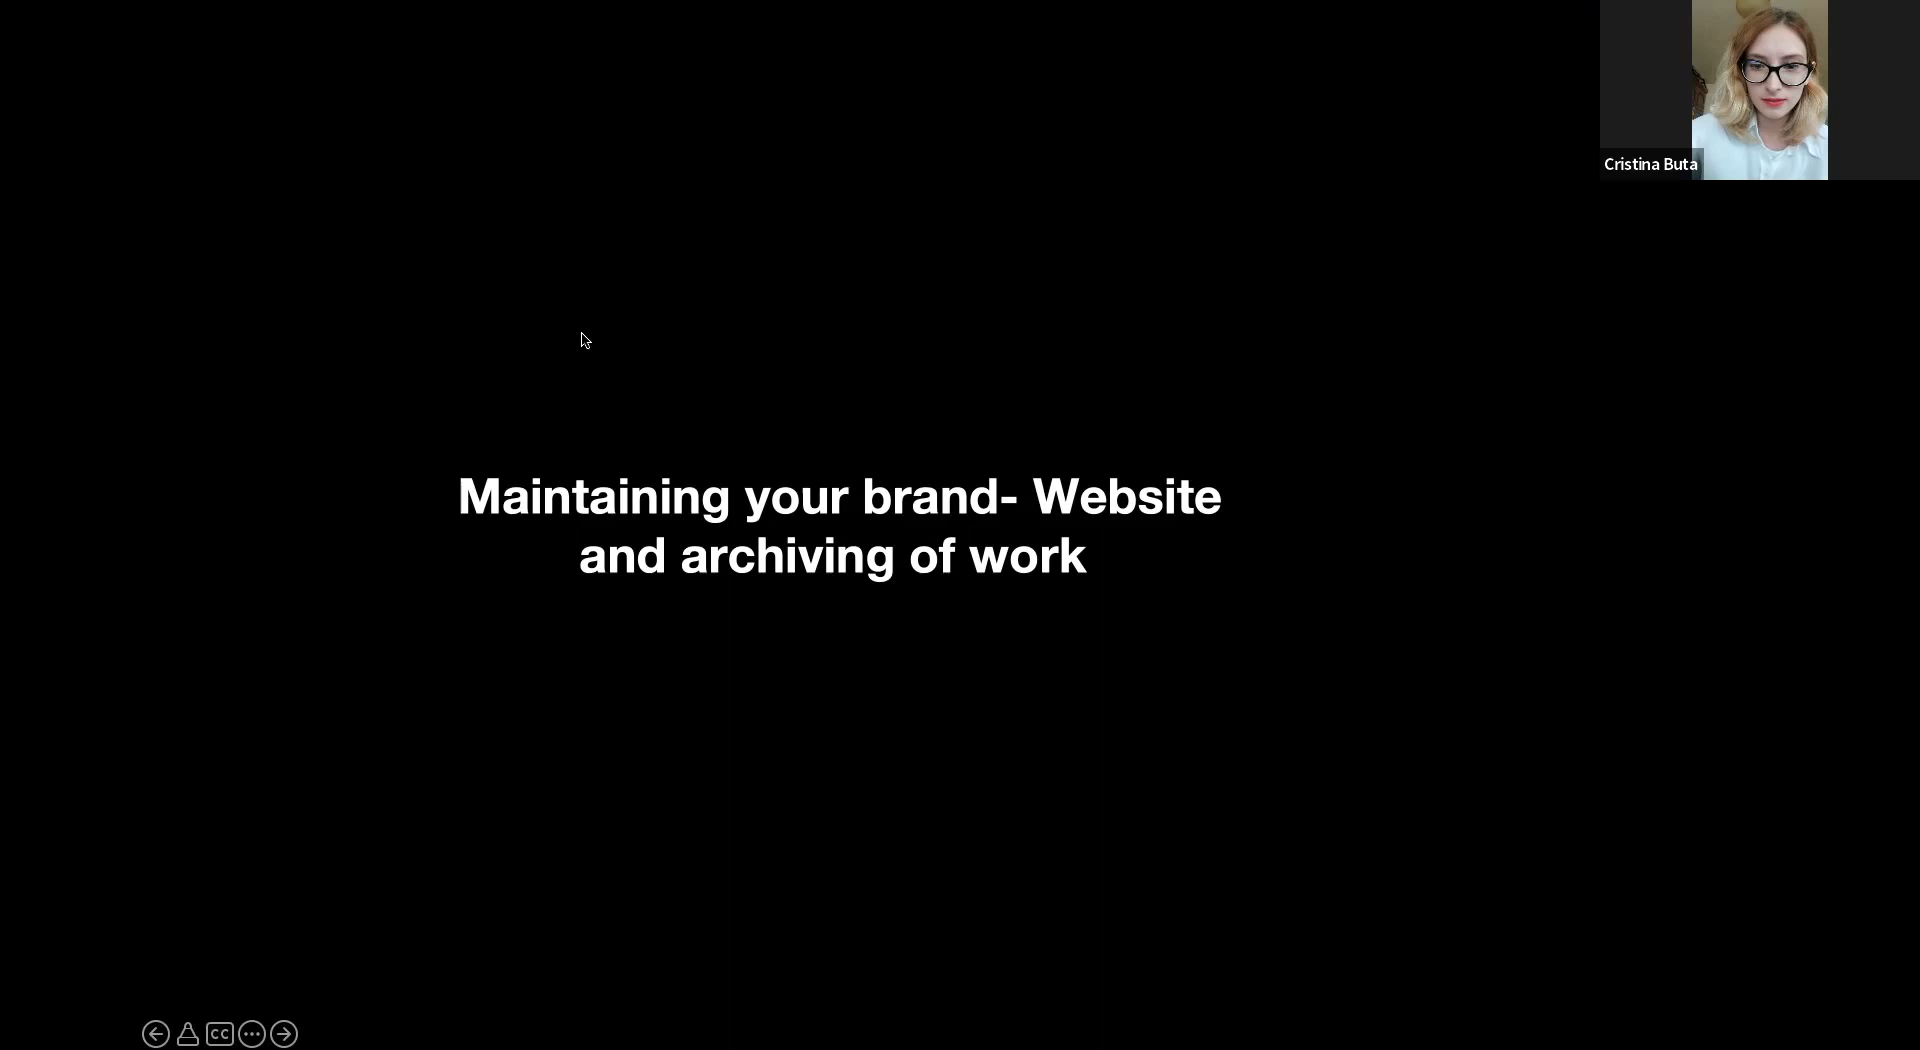 Cristina Buta
Maintaining your brand- Website
and archiving of work
CC